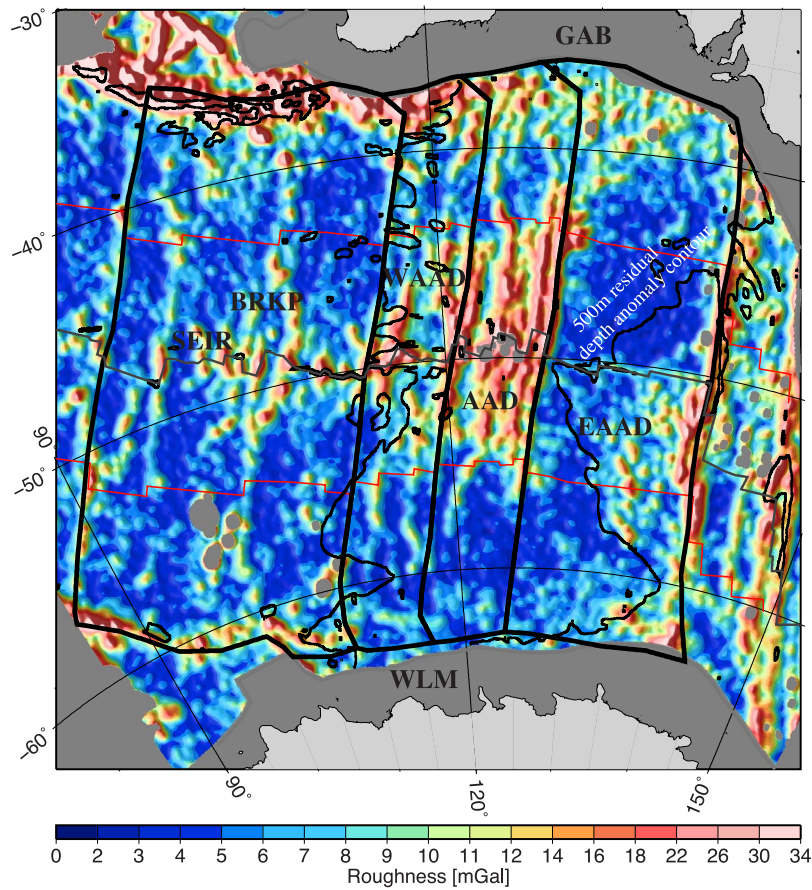 −30°
GAB
−40°
WAAD
500m residual
depth anomaly contour
BRKP
SEIR
AAD
EAAD
90°
−50°
WLM
−60°
90°
120°
150°
0 2 3 4 5 6 7 8 9 10 11 12 14 16 18 22 26 30 34
Roughness [mGal]